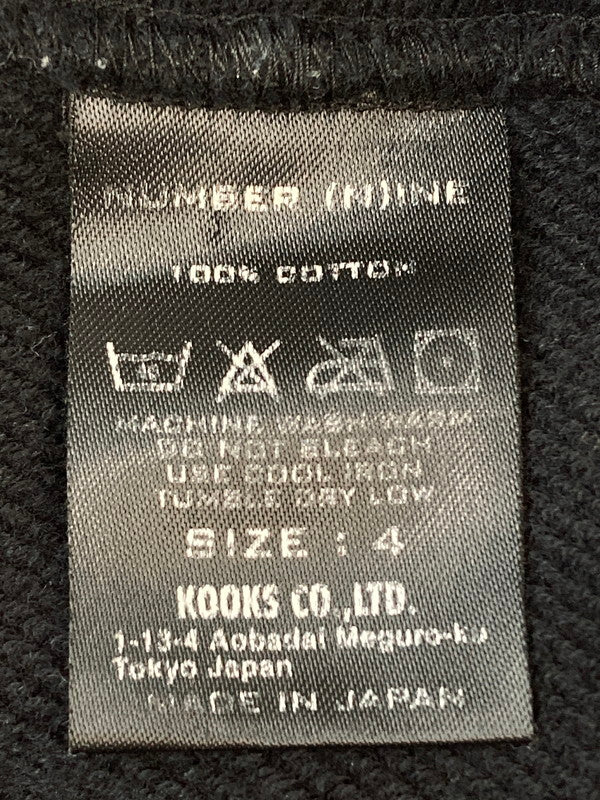 NUMBER (N)INE
100% COTTON
MACHINE WASH WARM
DO NOT BLEACH
USE COOL IRON
TUMBLE DRY LOW
SIZE : 4
KOOKS CO.,LTD.
1-13-4 Aobadai Meguro-ku
Tokyo Japan
MADE IN JAPAN